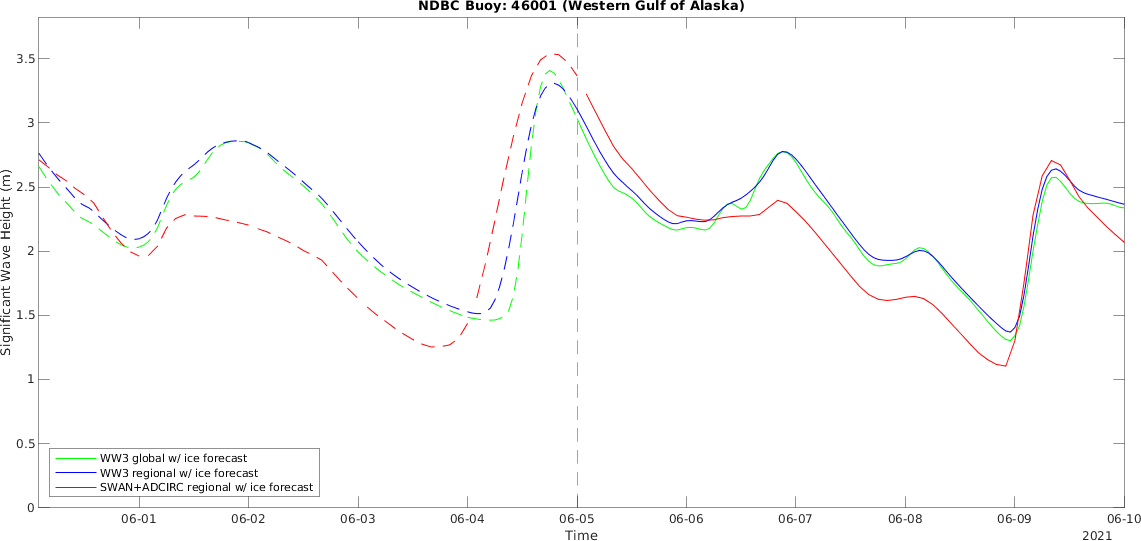 NDBC Buoy: 46001 (Western Gulf of Alaska)
3.5
3
2.5
2
1.5
1
0.5
0
Significant Wave Height (m)
WW3 global w/ ice forecast
WW3 regional w/ ice forecast
SWAN+ADCIRC regional w/ ice forecast
06-01 06-02 06-03 06-04 06-05 06-06 06-07 06-08 06-09 06-10
Time
2021